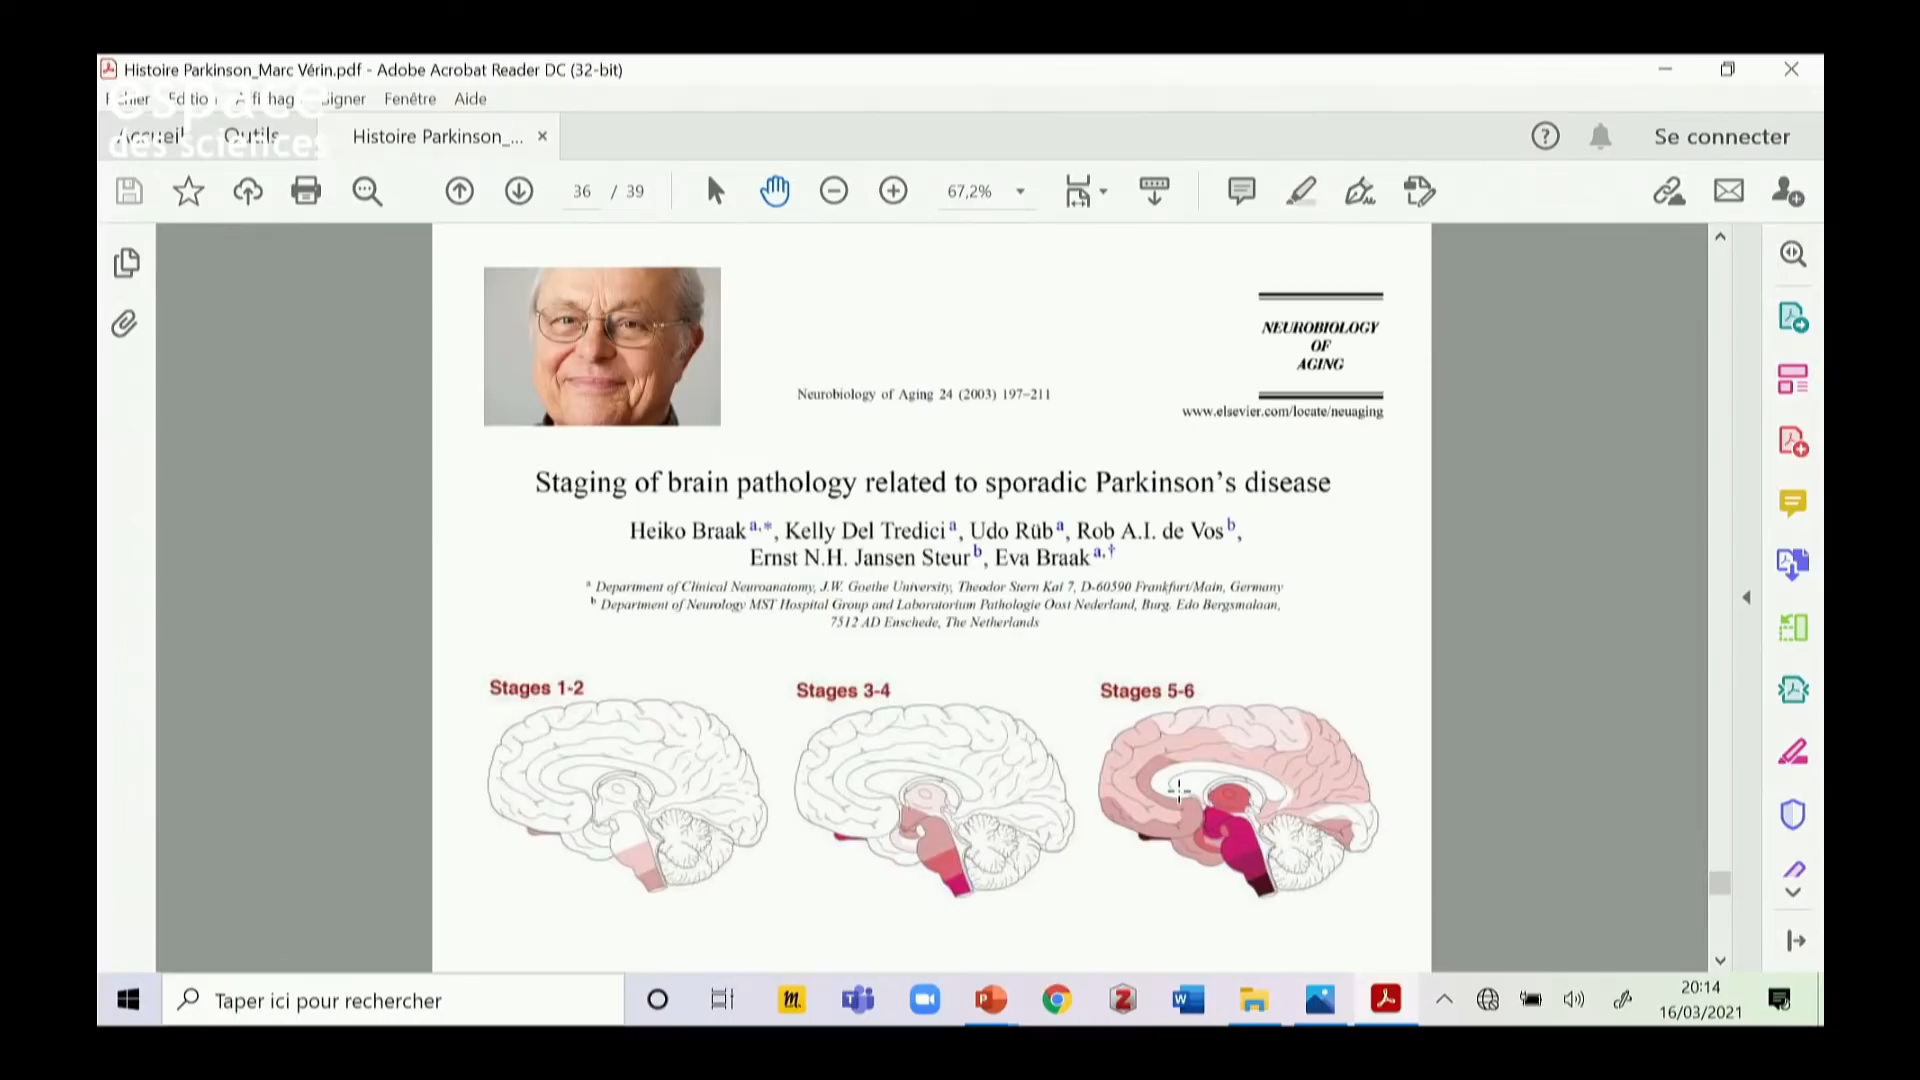 Histoire Parkinson_Marc Vérin.pdf - Adobe Acrobat Reader DC (32-bit)
Fenêtre Aide
espace
des sciences
Accueil Outils Histoire Parkinson_... × Se connecter
36 / 39 67,2%
NEUROBIOLOGY
OF
AGING
Neurobiology of Aging 24 (2003) 197–211
www.elsevier.com/locate/neuaging
Staging of brain pathology related to sporadic Parkinson's disease
Heiko Braak a,*, Kelly Del Tredici a, Udo Rüb a, Rob A.I. de Vos b,
Ernst N.H. Jansen Steur b, Eva Braak a,†
a Department of Clinical Neuroanatomy, J.W. Goethe University, Theodor Stern Kai 7, D-60590 Frankfurt/Main, Germany
b Department of Neurology MST Hospital Group and Laboratorium Pathologie Oost Nederland, Burg. Edo Bergsmalaan,
7512 AD Enschede, The Netherlands
Stages 1-2 Stages 3-4 Stages 5-6
Taper ici pour rechercher
20:14
16/03/2021